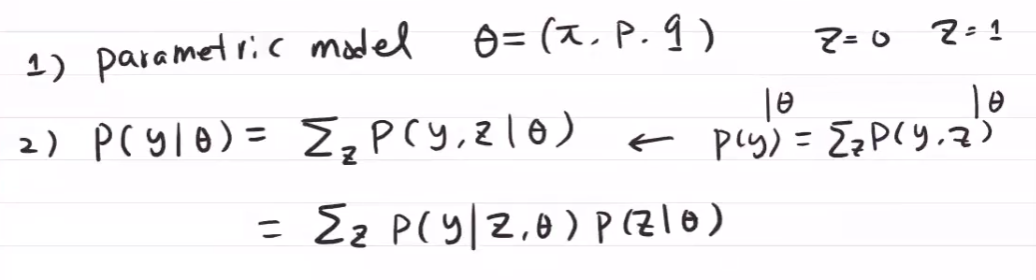 1) parametric model θ = (π, p, q) z=0 z=1
|θ |θ
2) P(y|θ) = Σ_z P(y,z|θ) ← P(y) = Σ_z P(y,z)
= Σ_z P(y|z,θ) P(z|θ)